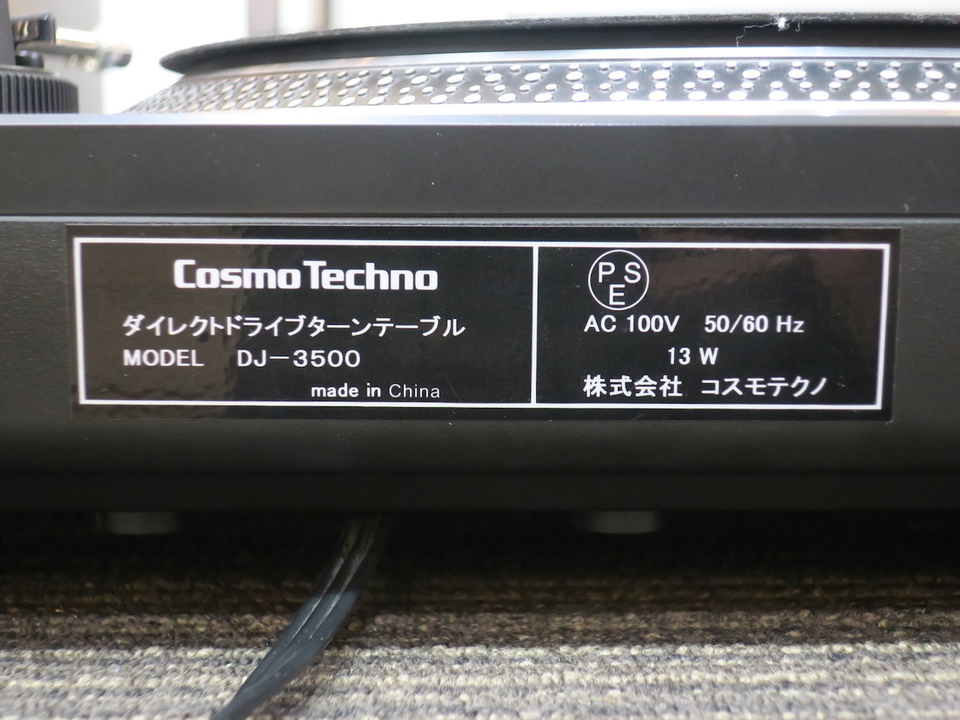 Cosmo Techno
ダイレクトドライブターンテーブル
MODEL DJ-3500
made in China
PSE
AC 100V 50/60 Hz
13 W
株式会社 コスモテクノ